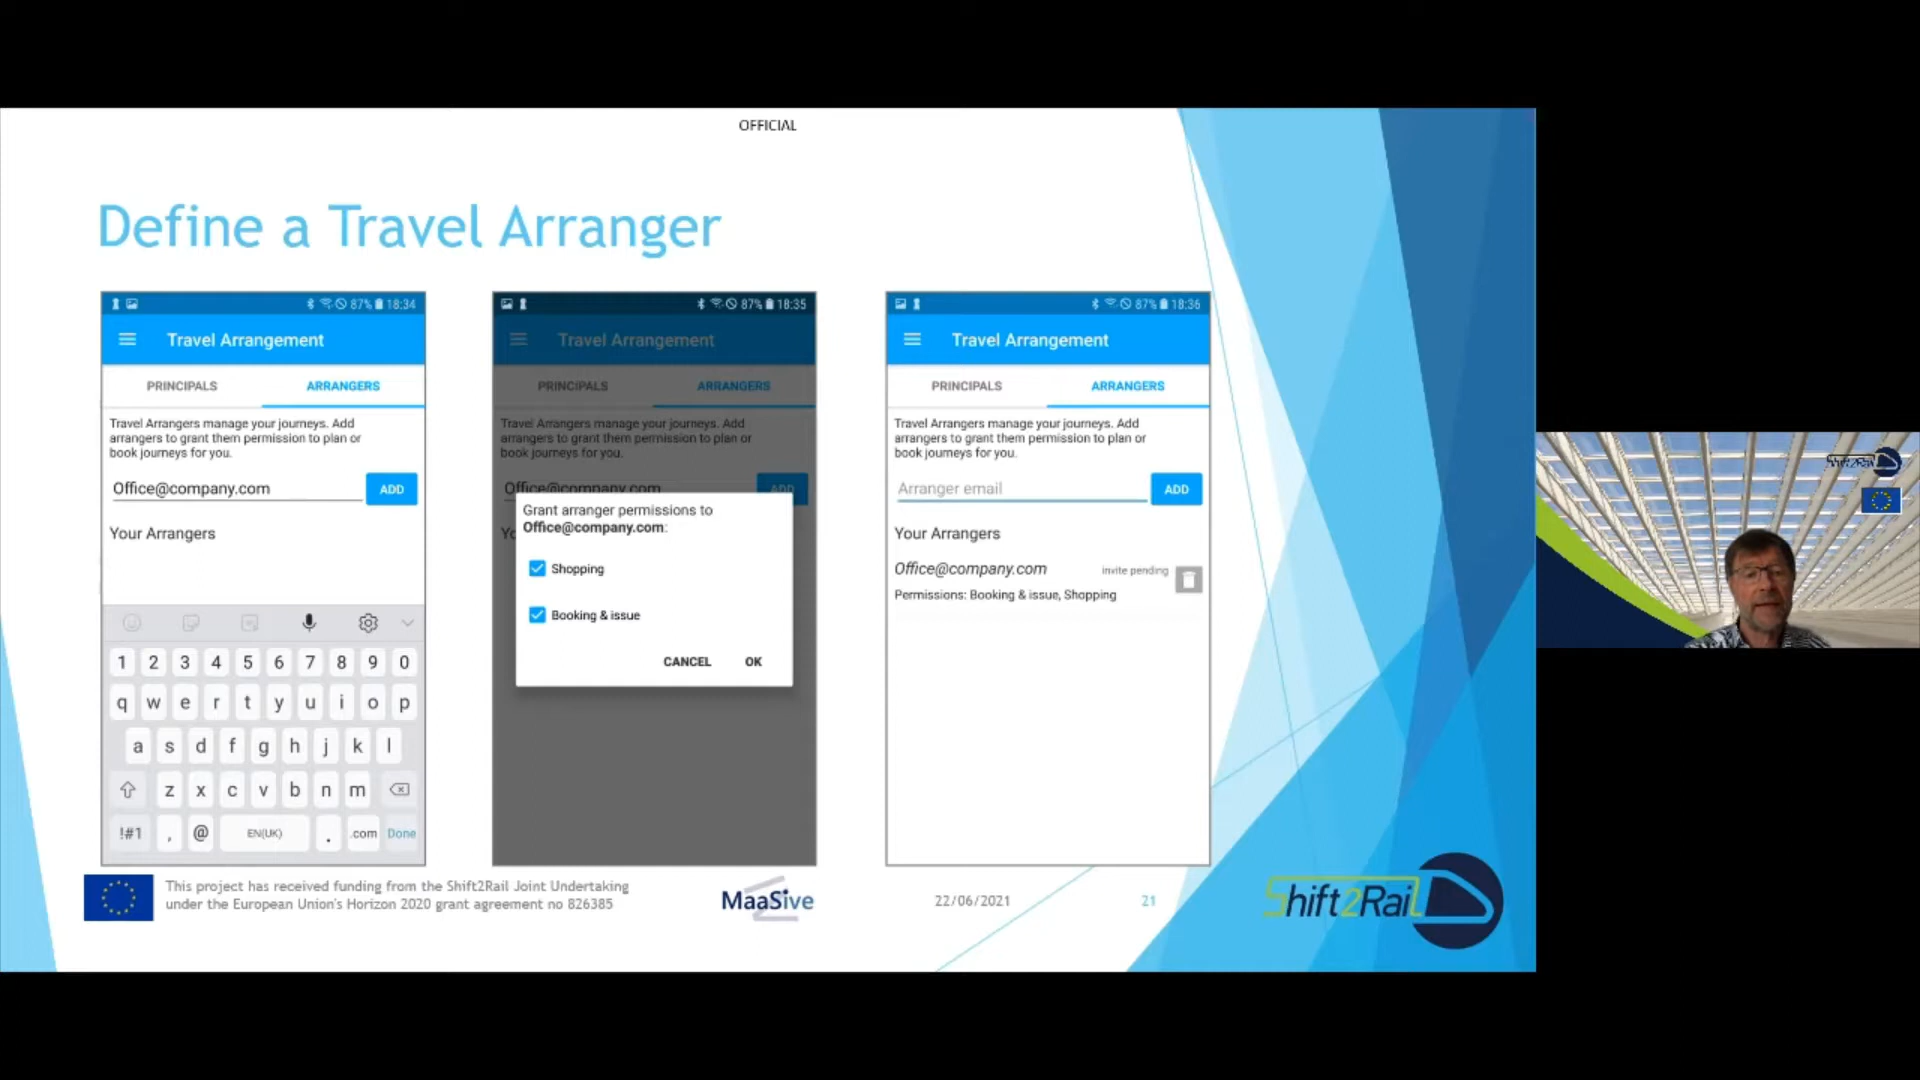 OFFICIAL
Define a Travel Arranger
87% 18:34
Travel Arrangement
PRINCIPALS ARRANGERS
Travel Arrangers manage your journeys. Add
arrangers to grant them permission to plan or
book journeys for you.
Office@company.com ADD
Your Arrangers
1 2 3 4 5 6 7 8 9 0
q w e r t y u i o p
a s d f g h j k l
z x c v b n m
!#1 , @ EN(UK) . .com Done
87% 18:35
Travel Arrangement
PRINCIPALS ARRANGERS
Travel Arrangers manage your journeys. Add
arrangers to grant them permission to plan or
book journeys for you.
Office@company.com ADD
Yo
Grant arranger permissions to
Office@company.com:
Shopping
Booking & issue
CANCEL OK
87% 18:36
Travel Arrangement
PRINCIPALS ARRANGERS
Travel Arrangers manage your journeys. Add
arrangers to grant them permission to plan or
book journeys for you.
Arranger email ADD
Your Arrangers
Office@company.com invite pending
Permissions: Booking & issue, Shopping
This project has received funding from the Shift2Rail Joint Undertaking
under the European Union's Horizon 2020 grant agreement no 826385
MaaSive
22/06/2021
21
Shift2Rail
Shift2Rail